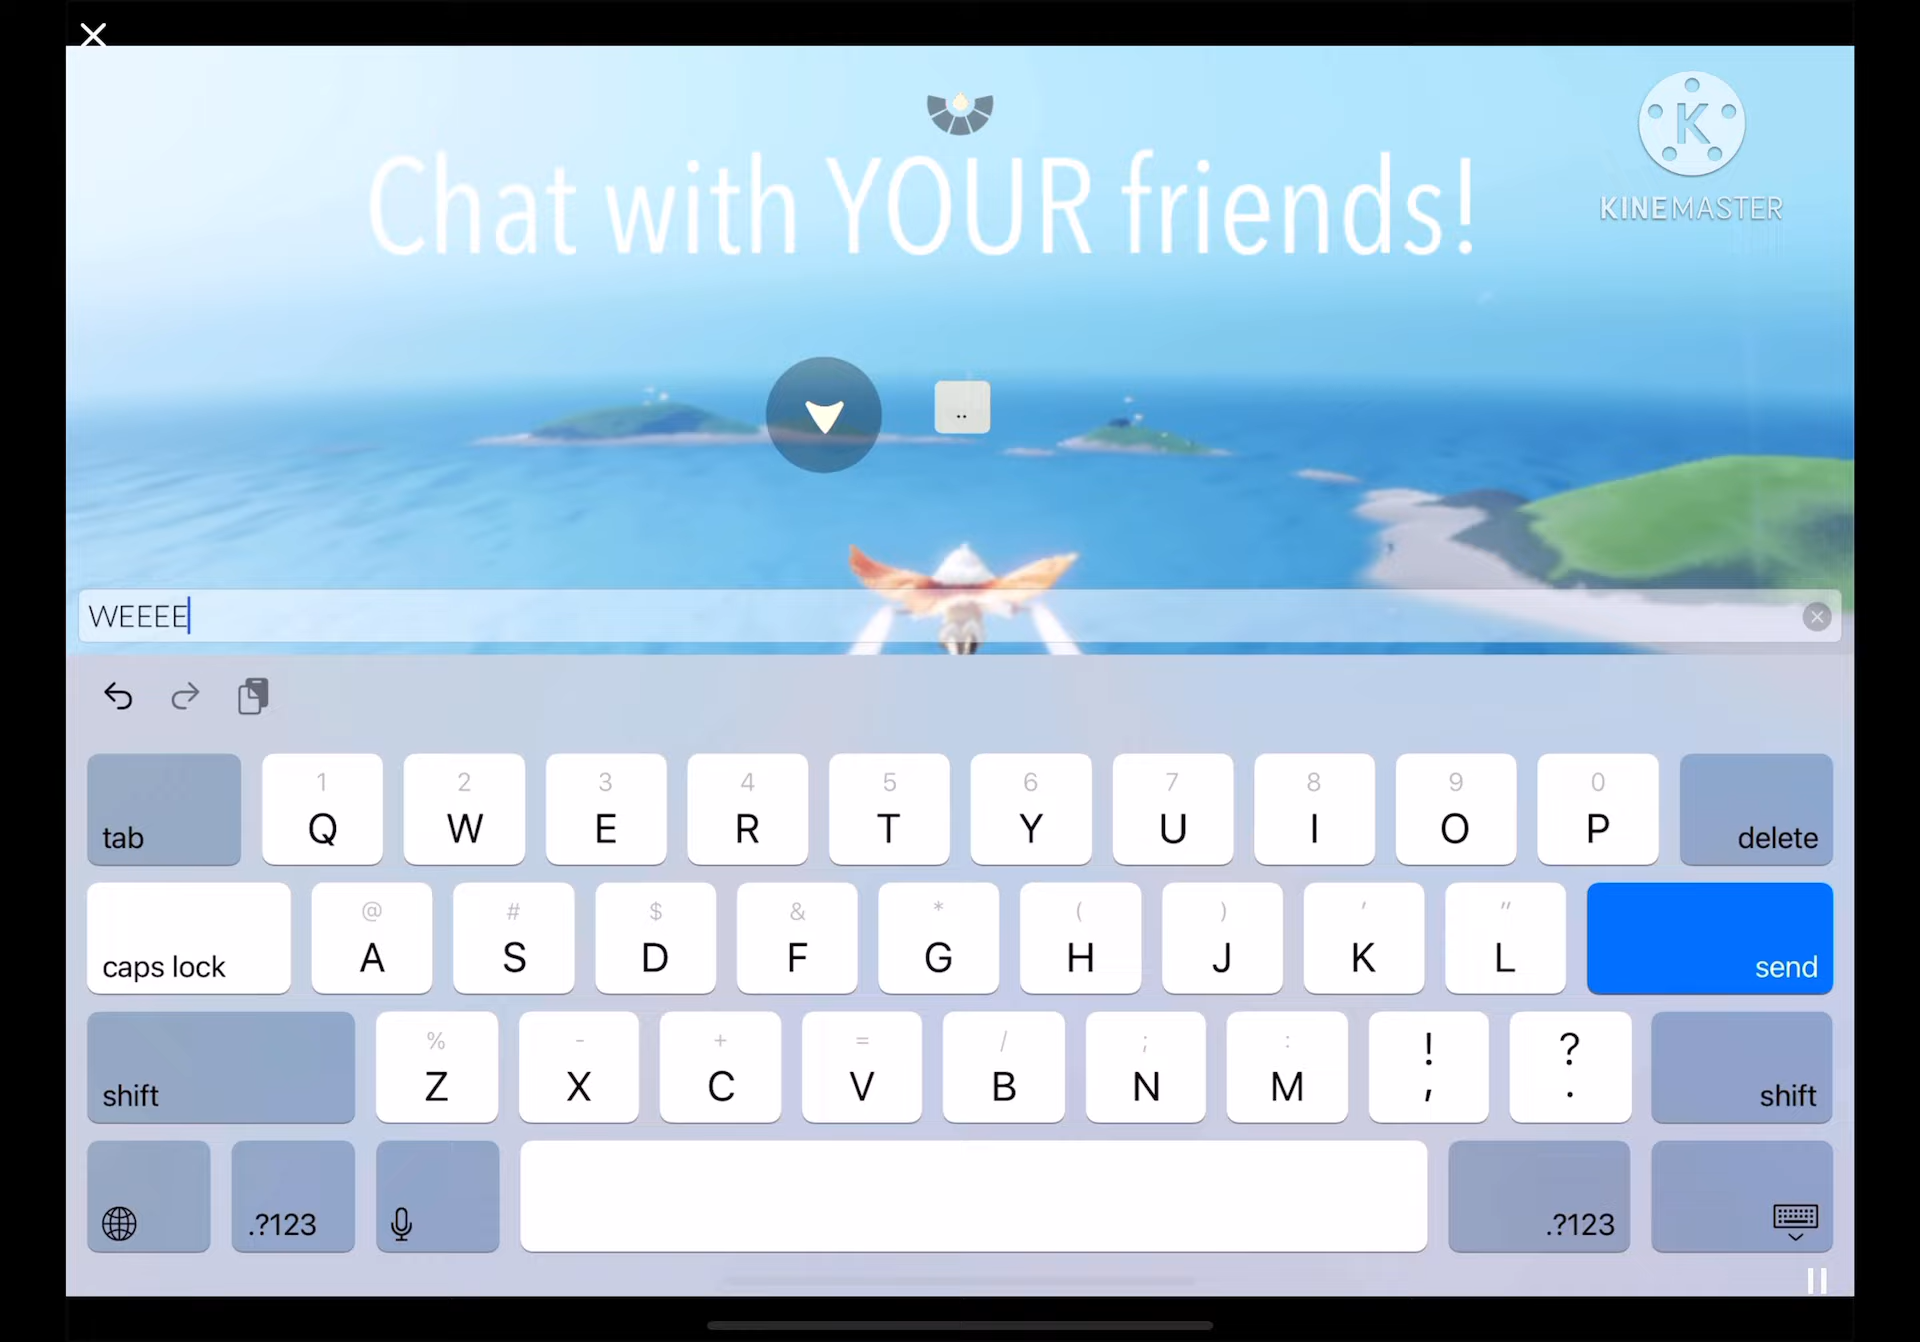 Chat with YOUR friends!
K
KINEMASTER
..
WEEEE
tab
1 Q
2 W
3 E
4 R
5 T
6 Y
7 U
8 I
9 O
0 P
delete
caps lock
@ A
# S
$ D
& F
* G
( H
) J
' K
" L
send
shift
% Z
- X
+ C
= V
/ B
; N
: M
! ,
? .
shift
.?123
.?123